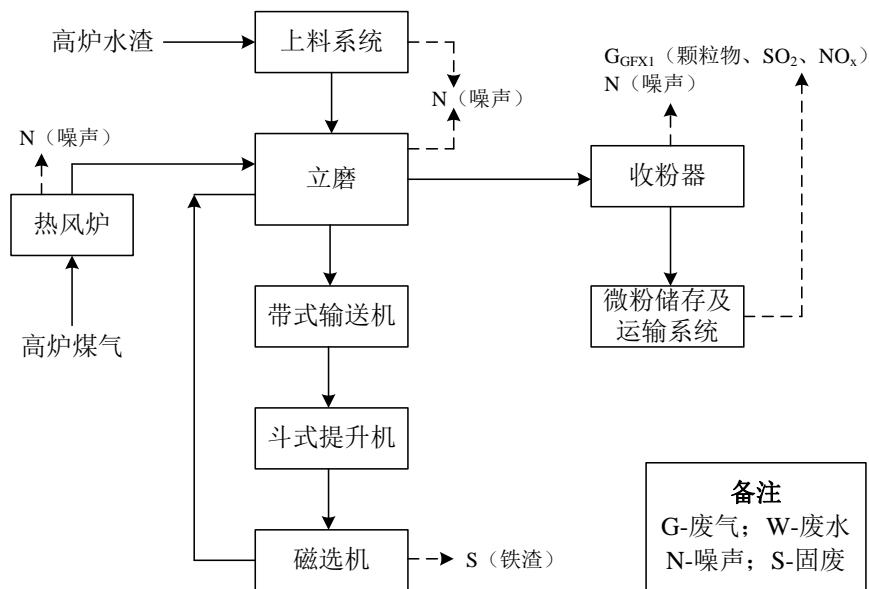 高炉水渣
上料系统
G_GFX1（颗粒物、SO₂、NOₓ）
N（噪声）
N（噪声）
N（噪声）
立磨
收粉器
热风炉
带式输送机
微粉储存及
运输系统
高炉煤气
斗式提升机
磁选机
S（铁渣）
备注
G-废气；W-废水
N-噪声；S-固废